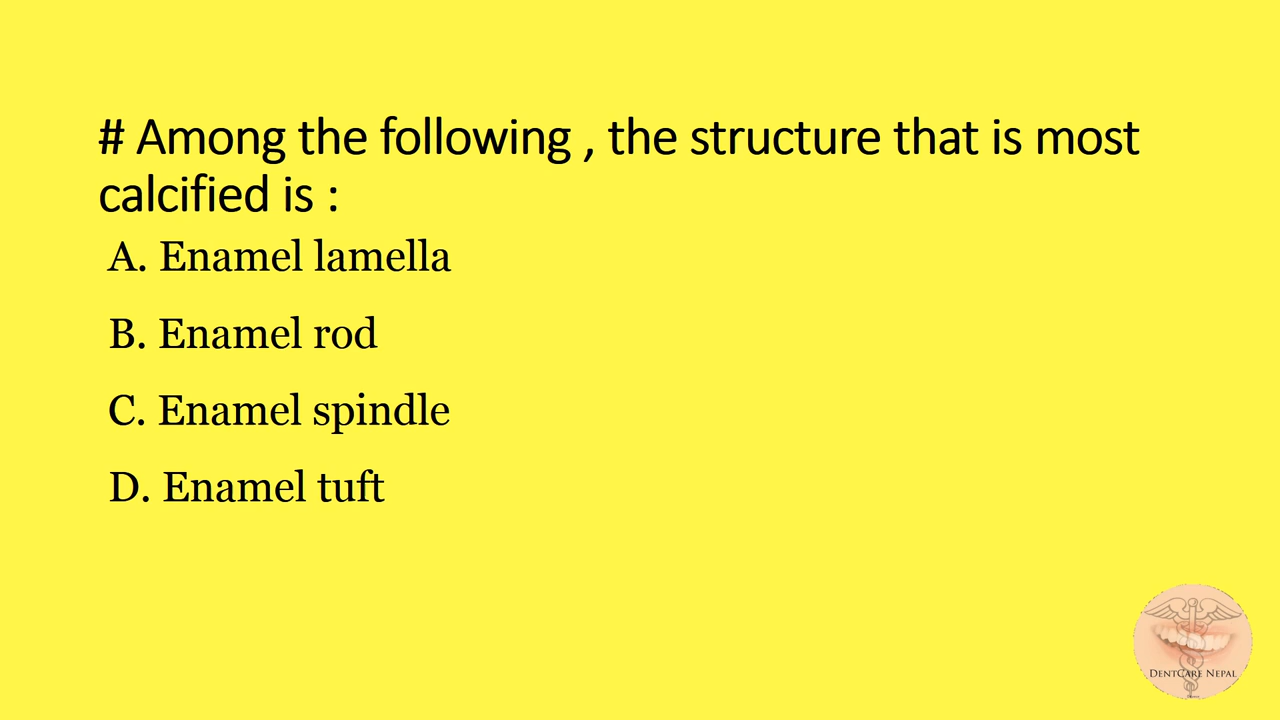 # Among the following , the structure that is most
calcified is :
A. Enamel lamella
B. Enamel rod
C. Enamel spindle
D. Enamel tuft
DENTCARE NEPAL